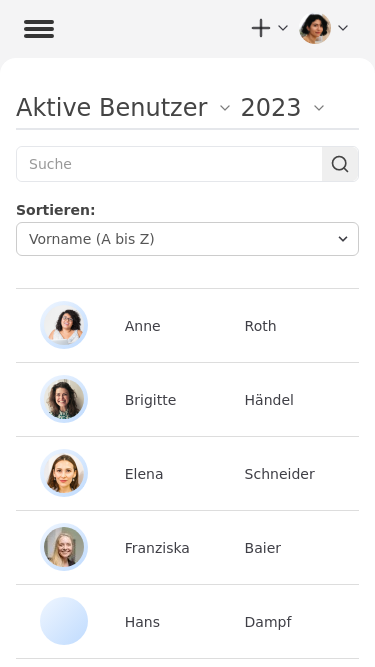 Aktive Benutzer 2023
Suche
Sortieren:
Vorname (A bis Z)
Anne Roth
Brigitte Händel
Elena Schneider
Franziska Baier
Hans Dampf